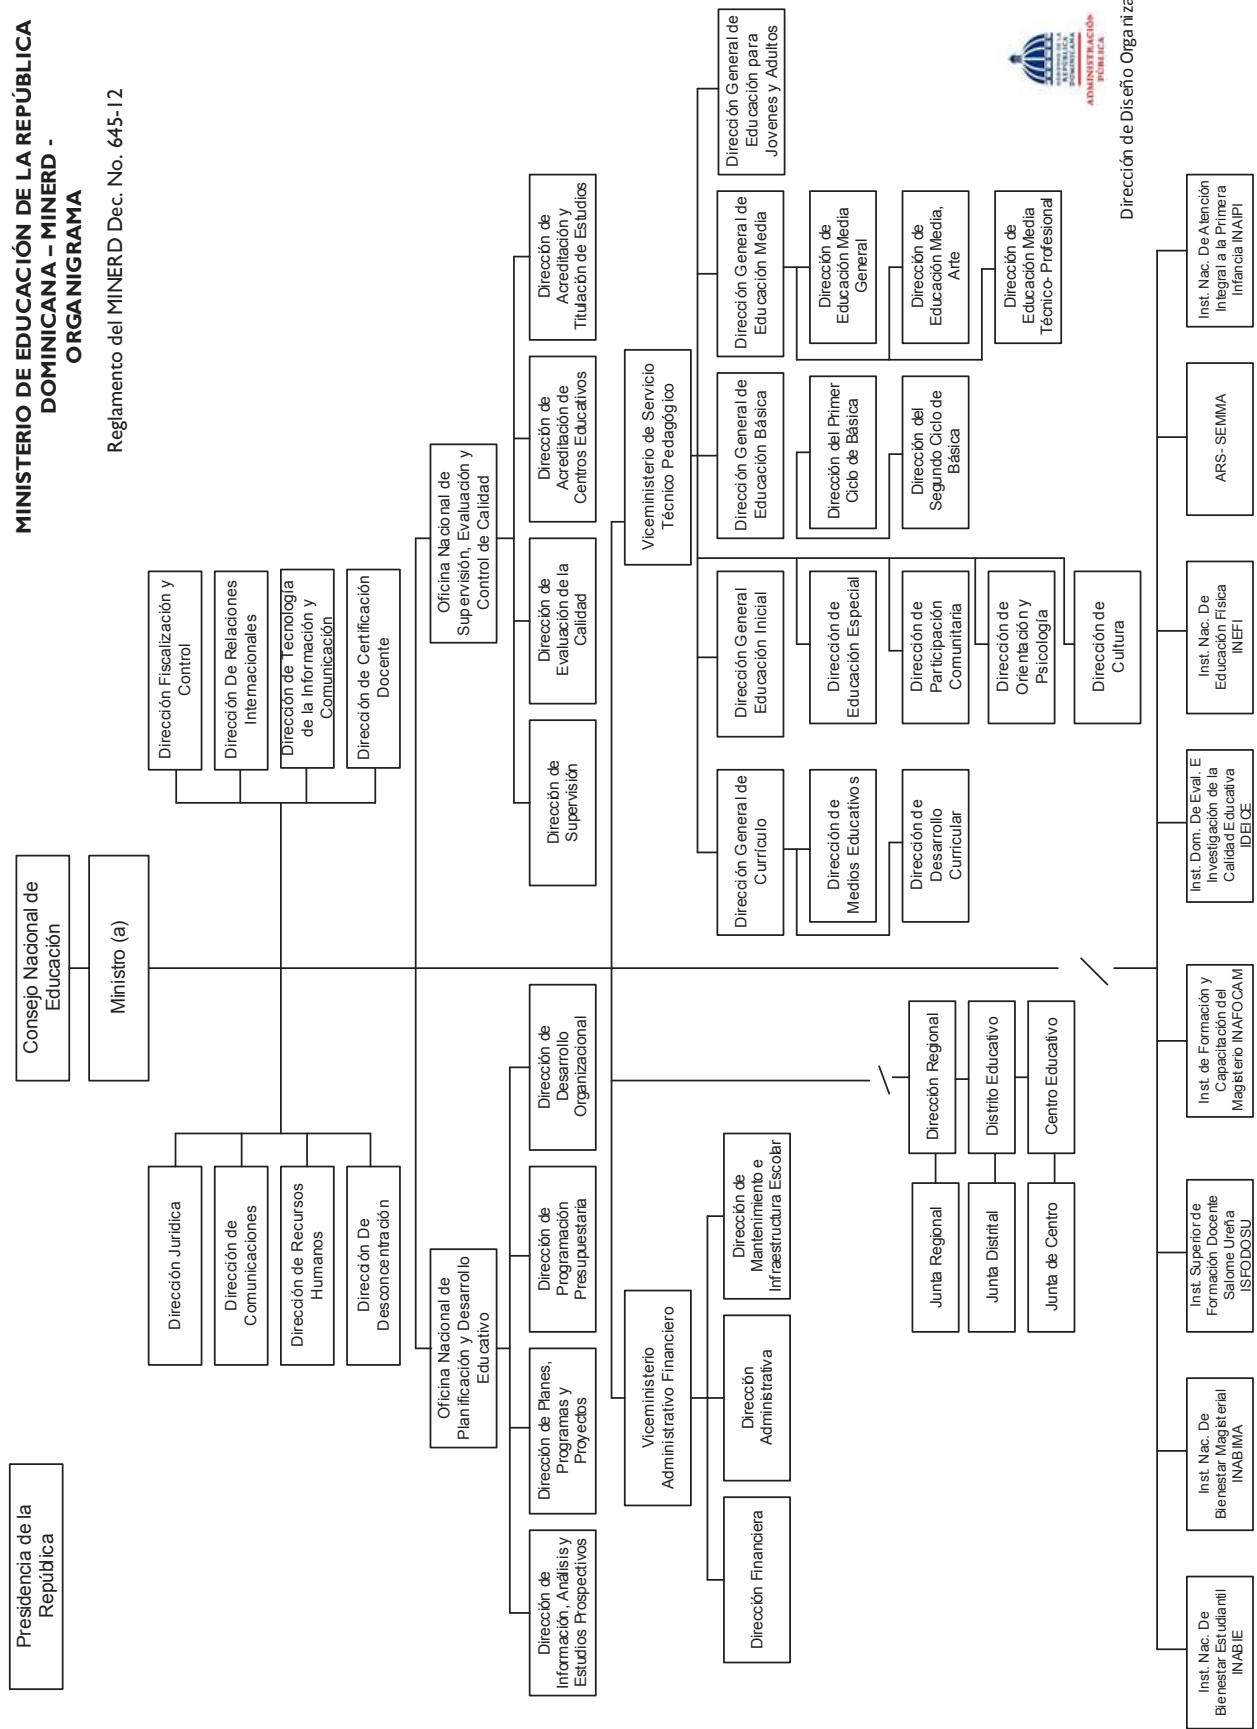 MINISTERIO DE EDUCACIÓN DE LA REPÚBLICA
DOMINICANA – MINERD -
ORGANIGRAMA
Reglamento del MINERD Dec. No. 645-12
Presidencia de la
República
Consejo Nacional de
Educación
Ministro (a)
Dirección Juridica
Dirección de
Comunicaciones
Dirección de Recursos
Humanos
Dirección De
Desconcentración
Dirección Fiscalización y
Control
Dirección De Relaciones
Internacionales
Dirección de Tecnología
de la Información y
Comunicación
Dirección de Certificación
Docente
Oficina Nacional de
Planificación y Desarrollo
Educativo
Oficina Nacional de
Supervisión, Evaluación y
Control de Calidad
Dirección de
Información, Análisis y
Estudios Prospectivos
Dirección de Planes,
Programas y
Proyectos
Dirección de
Programación
Presupuestaria
Dirección de
Desarrollo
Organizacional
Dirección de
Supervisión
Dirección de
Evaluación de la
Calidad
Dirección de
Acreditación de
Centros Educativos
Dirección de
Acreditación y
Titulación de Estudios
Viceministerio
Administrativo Financiero
Viceministerio de Servicio
Técnico Pedagógico
Dirección Financiera
Dirección
Administrativa
Dirección de
Mantenimiento e
Infraestructura Escolar
Dirección General de
Currículo
Dirección de
Medios Educativos
Dirección de
Desarrollo
Curricular
Dirección General
Educación Inicial
Dirección de
Educación Especial
Dirección de
Participación
Comunitaria
Dirección de
Orientación y
Psicología
Dirección de
Cultura
Dirección General de
Educación Básica
Dirección del Primer
Ciclo de Básica
Dirección del
Segundo Ciclo de
Básica
Dirección General de
Educación Media
Dirección de
Educación Media
General
Dirección de
Educación Media,
Arte
Dirección de
Educación Media
Técnico- Profesional
Dirección General de
Educación para
Jovenes y Adultos
Junta Regional
Dirección Regional
Junta Distrital
Distrito Educativo
Junta de Centro
Centro Educativo
GOBIERNO DE LA
REPÚBLICA
DOMINICANA
ADMINISTRACIÓN
PÚBLICA
Dirección de Diseño Organiza
Inst. Nac. De
Bienestar Estudiantil
INABIE
Inst. Nac. De
Bienestar Magisterial
INABIMA
Inst. Superior de
Formación Docente
Salome Ureña
ISFODOSU
Inst. de Formación y
Capacitación del
Magisterio INAFOCAM
Inst. Dom. De Eval. E
Investigación de la
Calidad Educativa
IDEICE
Inst. Nac. De
Educación Física
INEFI
ARS- SEMMA
Inst. Nac. De Atención
Integral a la Primera
Infancia INAIPI